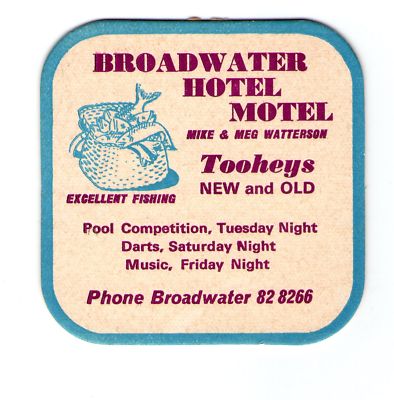 BROADWATER
HOTEL
MOTEL
MIKE & MEG WATTERSON
Tooheys
NEW and OLD
EXCELLENT FISHING
Pool Competition, Tuesday Night
Darts, Saturday Night
Music, Friday Night
Phone Broadwater 82 8266